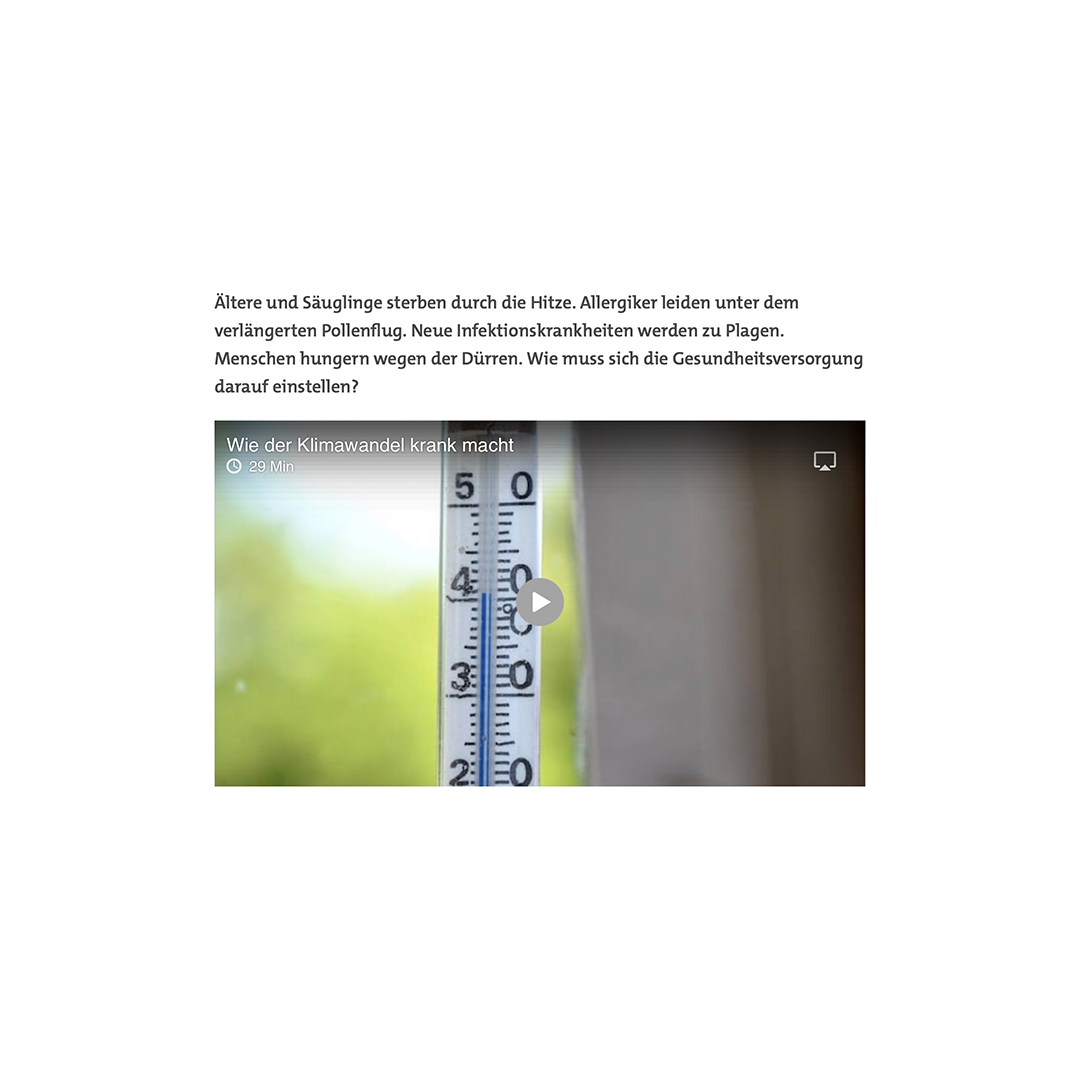 Ältere und Säuglinge sterben durch die Hitze. Allergiker leiden unter dem
verlängerten Pollenflug. Neue Infektionskrankheiten werden zu Plagen.
Menschen hungern wegen der Dürren. Wie muss sich die Gesundheitsversorgung
darauf einstellen?
Wie der Klimawandel krank macht
29 Min
5 0
4 0
°C
3 0
2 0